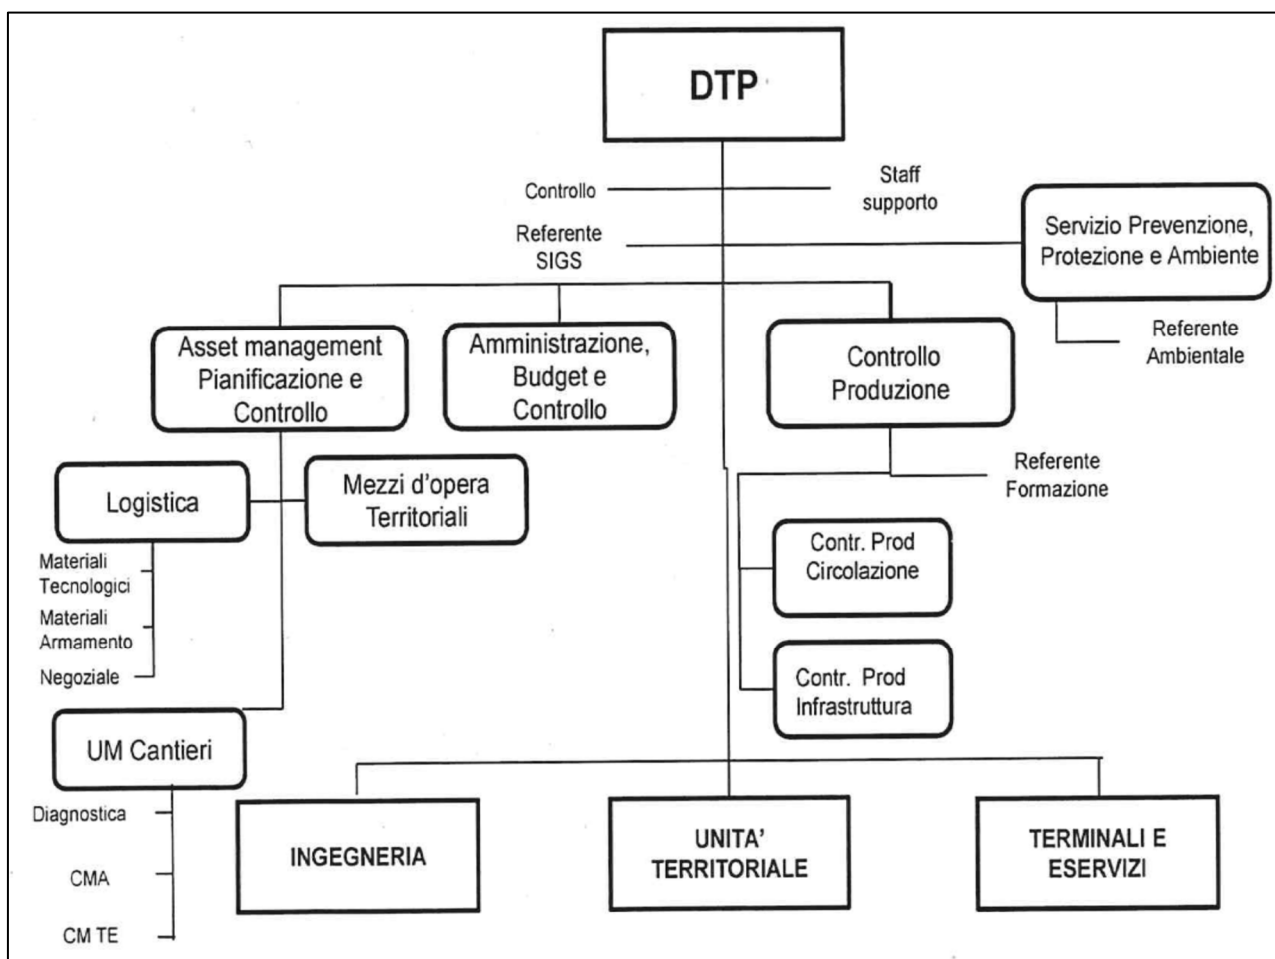 DTP
Controllo
Staff
supporto
Referente
SIGS
Servizio Prevenzione,
Protezione e Ambiente
Referente
Ambientale
Asset management
Pianificazione e
Controllo
Amministrazione,
Budget e
Controllo
Controllo
Produzione
Referente
Formazione
Logistica
Mezzi d'opera
Territoriali
Materiali
Tecnologici
Materiali
Armamento
Negoziale
Contr. Prod
Circolazione
Contr. Prod
Infrastruttura
UM Cantieri
Diagnostica
CMA
CM TE
INGEGNERIA
UNITA'
TERRITORIALE
TERMINALI E
ESERVIZI